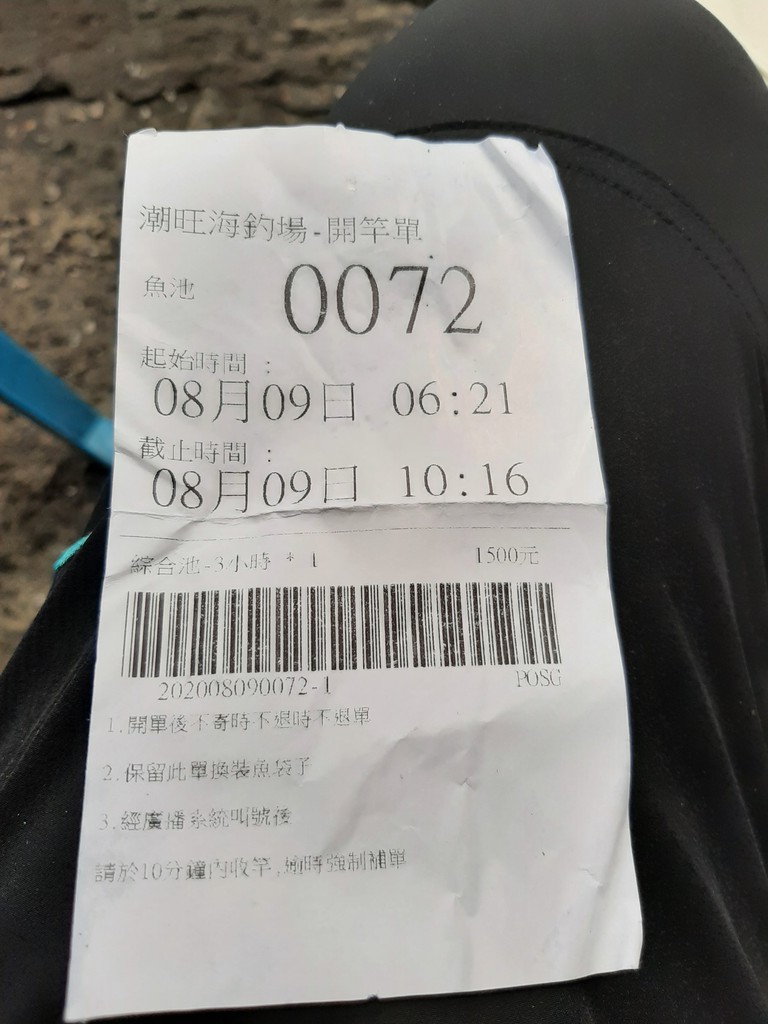 潮旺海釣場-開竿單
魚池 0072
起始時間 :
08月09日 06:21
截止時間 :
08月09日 10:16
綜合池-3小時 * 1 1500元
202008090072-1 POSG
1.開單後不寄時不退時不退單
2.保留此單換裝魚袋子
3.經廣播系統叫號後
請於10分鐘內收竿,逾時強制補單